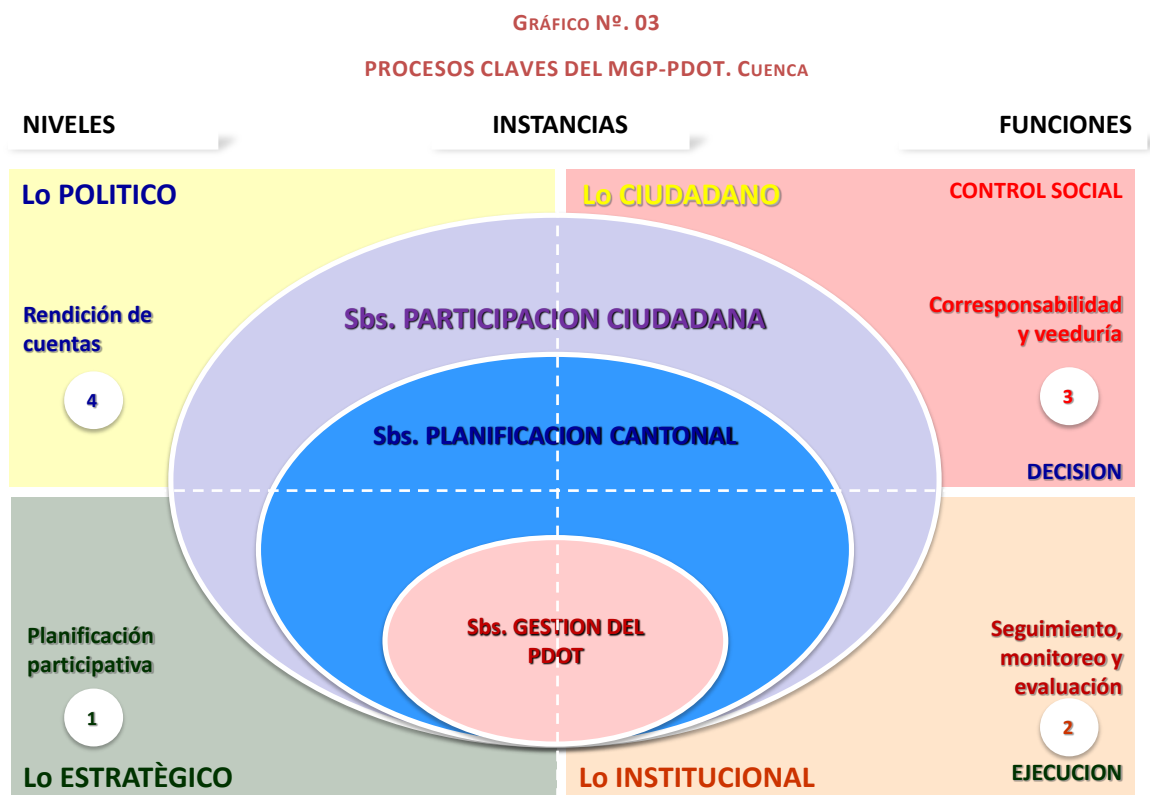 GRÁFICO Nº. 03
PROCESOS CLAVES DEL MGP-PDOT. CUENCA
NIVELES
INSTANCIAS
FUNCIONES
Lo POLITICO
Lo CIUDADANO
CONTROL SOCIAL
Rendición de
cuentas
4
Sbs. PARTICIPACION CIUDADANA
Corresponsabilidad
y veeduría
3
Sbs. PLANIFICACION CANTONAL
DECISION
Planificación
participativa
1
Sbs. GESTION DEL
PDOT
Seguimiento,
monitoreo y
evaluación
2
EJECUCION
Lo ESTRATÈGICO
Lo INSTITUCIONAL